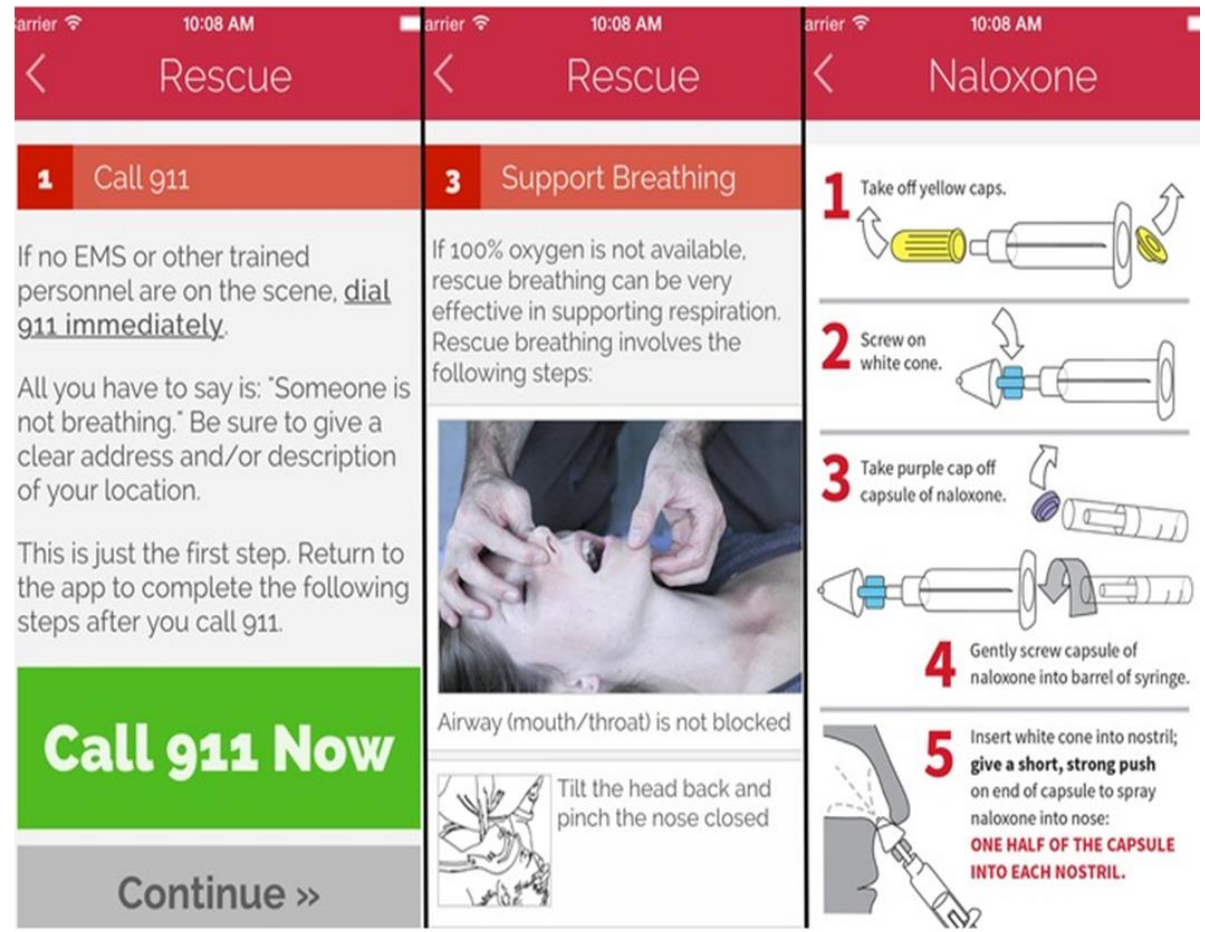 arrier 10:08 AM
Rescue
1 Call 911
If no EMS or other trained
personnel are on the scene, dial
911 immediately.
All you have to say is: "Someone is
not breathing." Be sure to give a
clear address and/or description
of your location.
This is just the first step. Return to
the app to complete the following
steps after you call 911.
Call 911 Now
Continue »
arrier 10:08 AM
Rescue
3 Support Breathing
If 100% oxygen is not available,
rescue breathing can be very
effective in supporting respiration.
Rescue breathing involves the
following steps:
Airway (mouth/throat) is not blocked
Tilt the head back and
pinch the nose closed
arrier 10:08 AM
Naloxone
1 Take off yellow caps.
2 Screw on
white cone.
3 Take purple cap off
capsule of naloxone.
4 Gently screw capsule of
naloxone into barrel of syringe.
5 Insert white cone into nostril;
give a short, strong push
on end of capsule to spray
naloxone into nose:
ONE HALF OF THE CAPSULE
INTO EACH NOSTRIL.